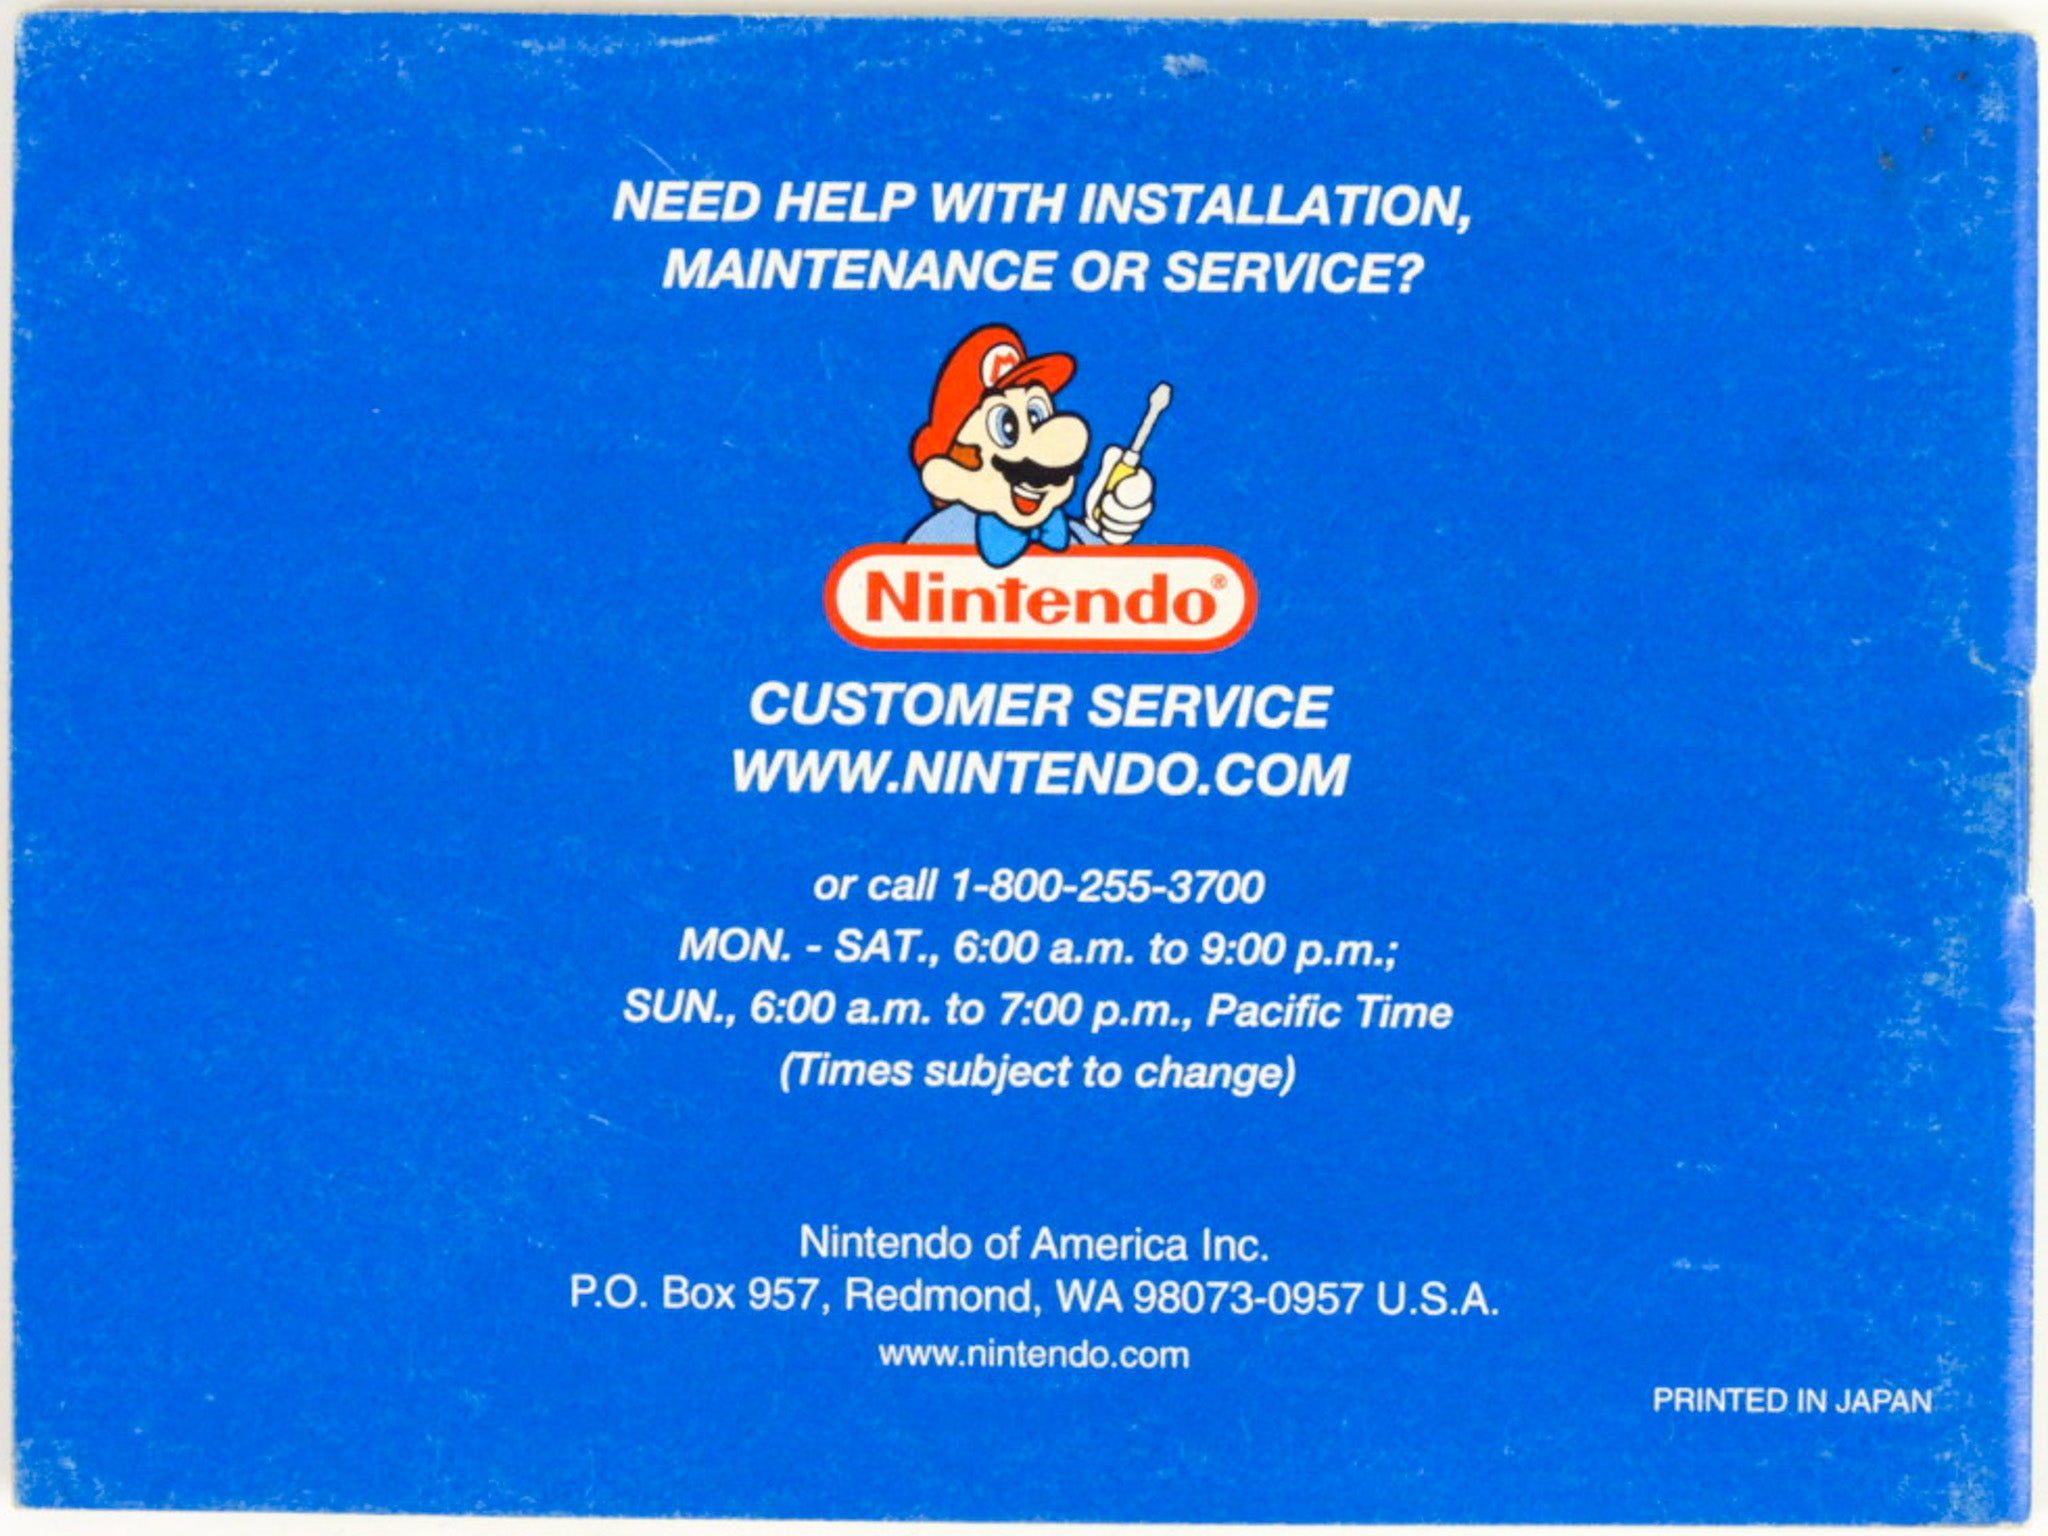 NEED HELP WITH INSTALLATION,
MAINTENANCE OR SERVICE?
M
Nintendo®
CUSTOMER SERVICE
WWW.NINTENDO.COM
or call 1-800-255-3700
MON. - SAT., 6:00 a.m. to 9:00 p.m.;
SUN., 6:00 a.m. to 7:00 p.m., Pacific Time
(Times subject to change)
Nintendo of America Inc.
P.O. Box 957, Redmond, WA 98073-0957 U.S.A.
www.nintendo.com
PRINTED IN JAPAN